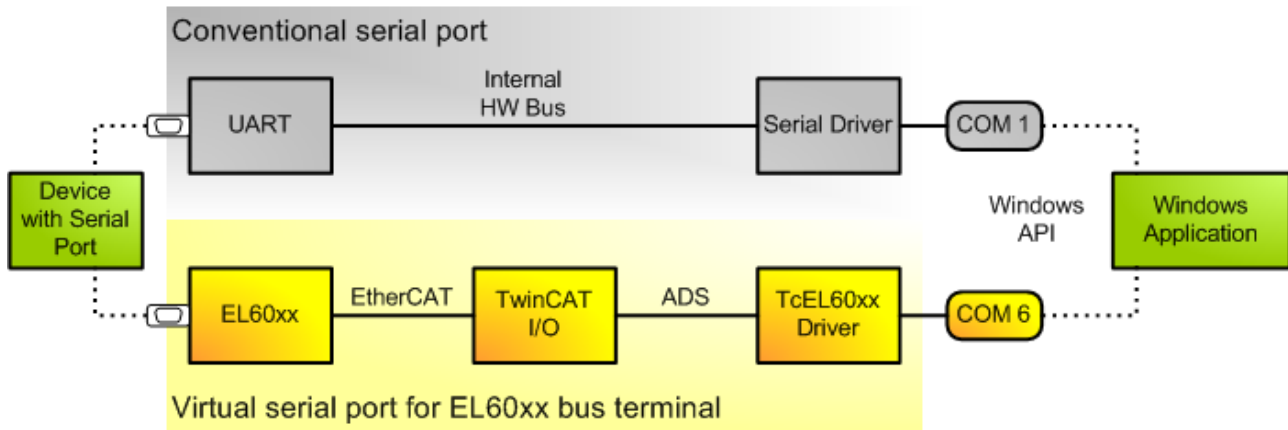 Conventional serial port
Internal
HW Bus
UART
Serial Driver
COM 1
Device
with Serial
Port
Windows
API
Windows
Application
EL60xx
EtherCAT
TwinCAT
I/O
ADS
TcEL60xx
Driver
COM 6
Virtual serial port for EL60xx bus terminal